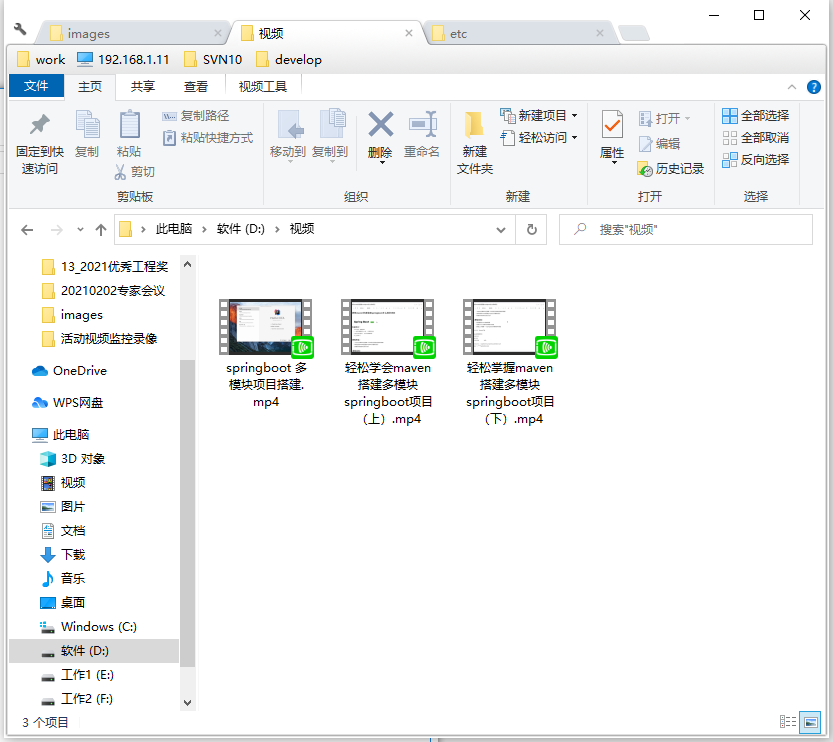 images
视频
etc
work
192.168.1.11
SVN10
develop
文件
主页
共享
查看
视频工具
固定到快
速访问
复制
粘贴
复制路径
粘贴快捷方式
剪切
剪贴板
移动到
复制到
删除
重命名
组织
新建
文件夹
新建项目
轻松访问
新建
属性
打开
编辑
历史记录
打开
全部选择
全部取消
反向选择
选择
此电脑
软件 (D:)
视频
搜索"视频"
13_2021优秀工程奖
20210202专家会议
images
活动视频监控录像
OneDrive
WPS网盘
此电脑
3D 对象
视频
图片
文档
下载
音乐
桌面
Windows (C:)
软件 (D:)
工作1 (E:)
工作2 (F:)
springboot 多
模块项目搭建.
mp4
轻松学会maven
搭建多模块
springboot项目
（上）.mp4
轻松掌握maven
搭建多模块
springboot项目
（下）.mp4
3 个项目